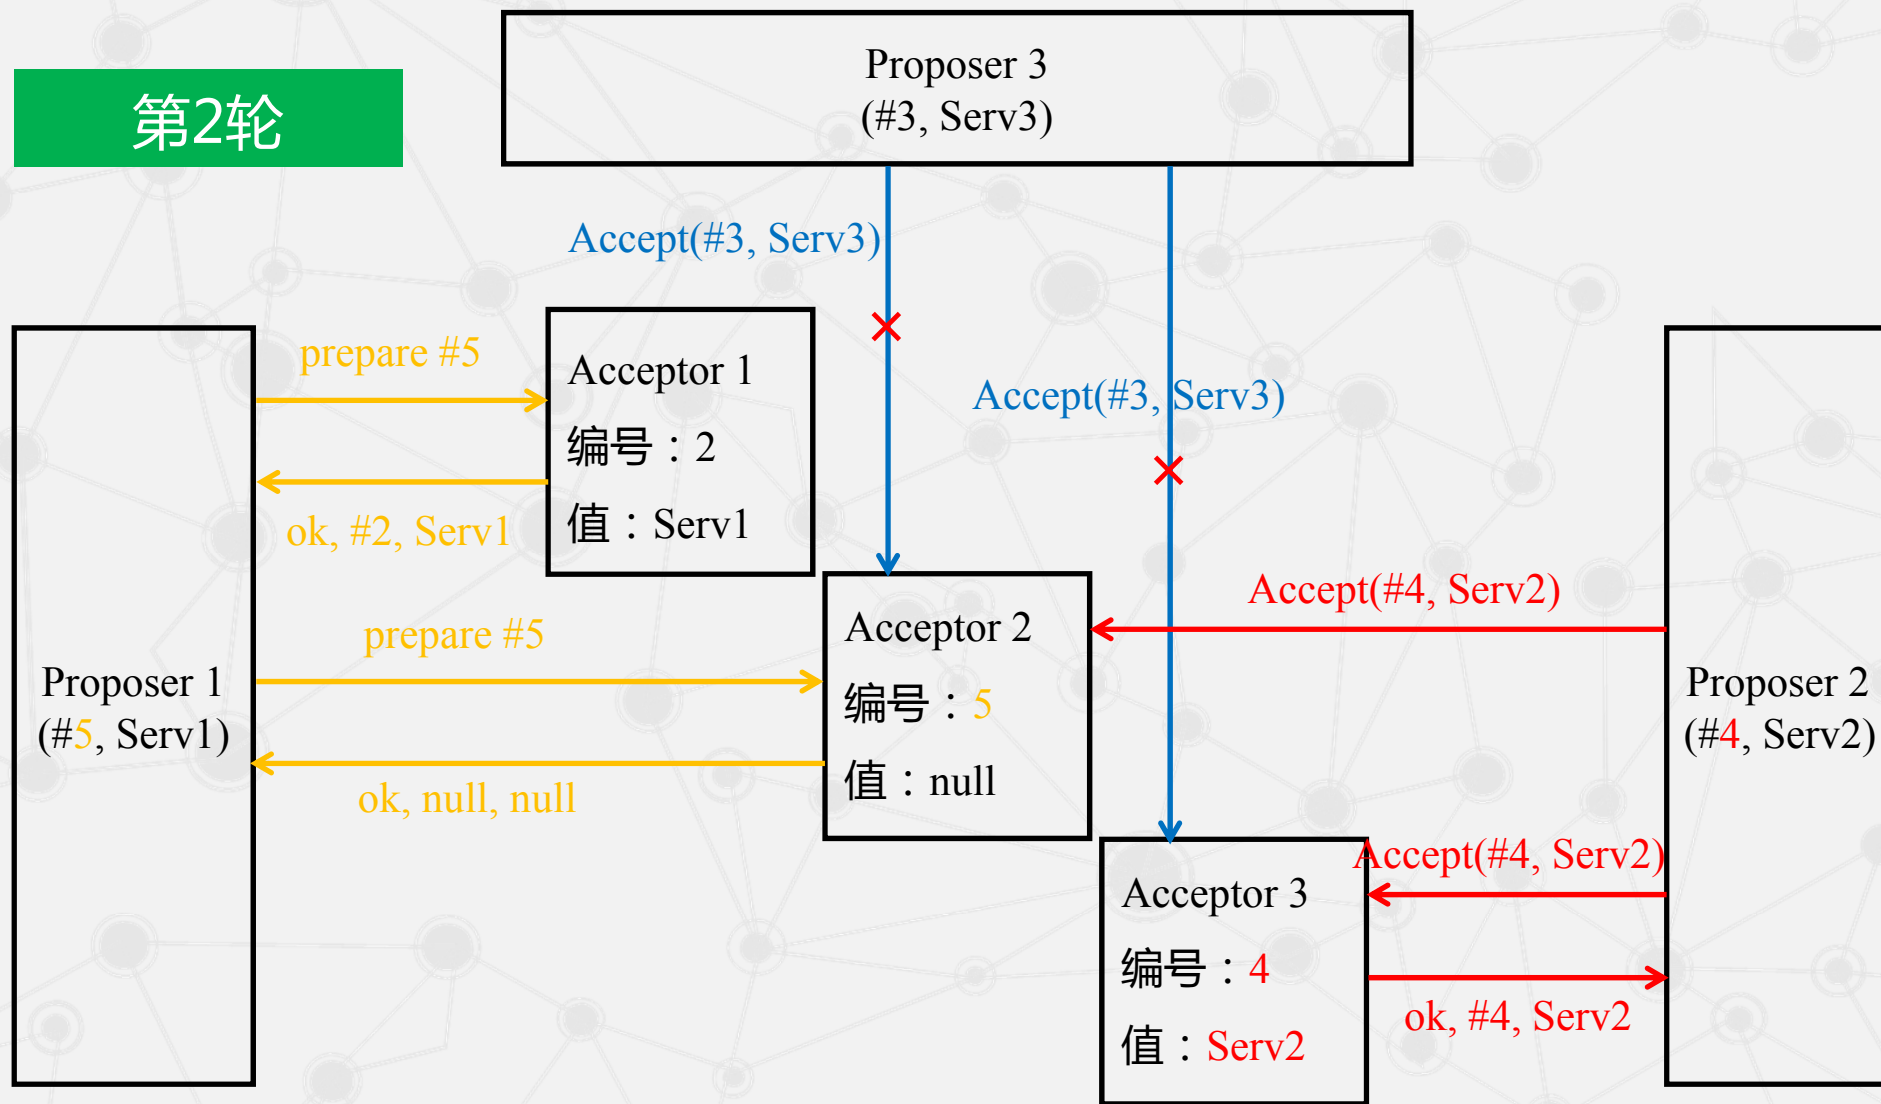 第2轮
Proposer 3
(#3, Serv3)
Accept(#3, Serv3)
Accept(#3, Serv3)
Proposer 1
(#5, Serv1)
prepare #5
ok, #2, Serv1
prepare #5
ok, null, null
Acceptor 1
编号：2
值：Serv1
Acceptor 2
编号：5
值：null
Acceptor 3
编号：4
值：Serv2
Accept(#4, Serv2)
Accept(#4, Serv2)
ok, #4, Serv2
Proposer 2
(#4, Serv2)